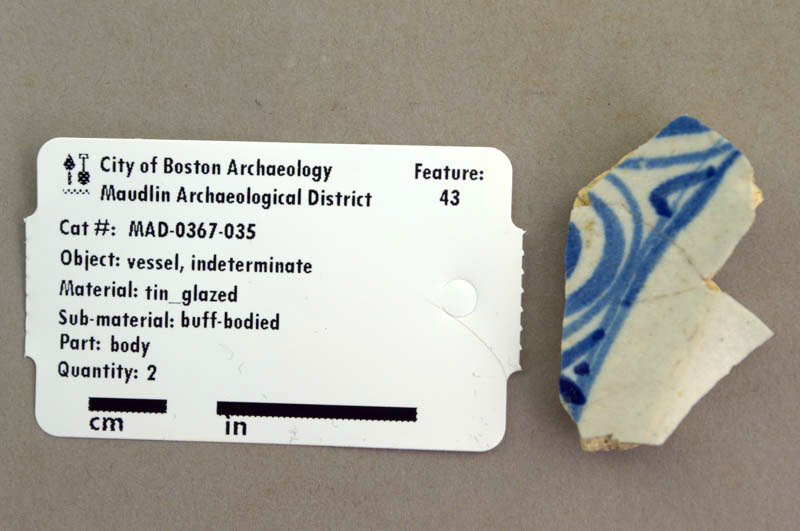 City of Boston Archaeology
Maudlin Archaeological District
Feature:
43
Cat #: MAD-0367-035
Object: vessel, indeterminate
Material: tin_glazed
Sub-material: buff-bodied
Part: body
Quantity: 2
cm
in